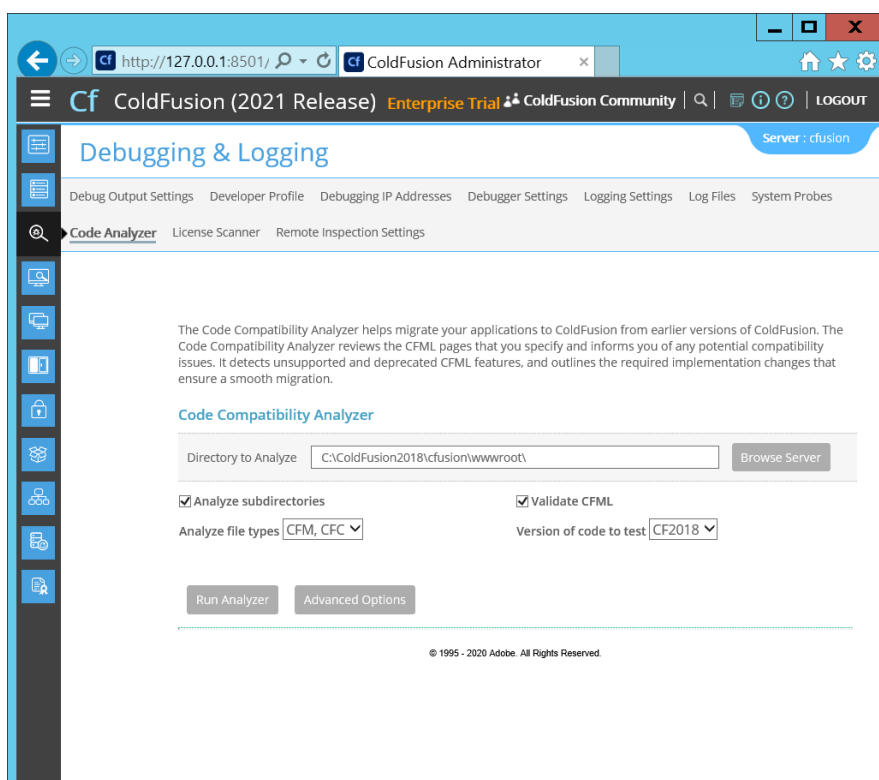 Cf http://127.0.0.1:8501/ Cf ColdFusion Administrator
Cf ColdFusion (2021 Release) Enterprise Trial ColdFusion Community | | LOGOUT
Debugging & Logging
Server : cfusion
Debug Output Settings Developer Profile Debugging IP Addresses Debugger Settings Logging Settings Log Files System Probes
Code Analyzer License Scanner Remote Inspection Settings
The Code Compatibility Analyzer helps migrate your applications to ColdFusion from earlier versions of ColdFusion. The
Code Compatibility Analyzer reviews the CFML pages that you specify and informs you of any potential compatibility
issues. It detects unsupported and deprecated CFML features, and outlines the required implementation changes that
ensure a smooth migration.
Code Compatibility Analyzer
Directory to Analyze C:\ColdFusion2018\cfusion\wwwroot\ Browse Server
Analyze subdirectories Validate CFML
Analyze file types CFM, CFC Version of code to test CF2018
Run Analyzer Advanced Options
© 1995 - 2020 Adobe. All Rights Reserved.